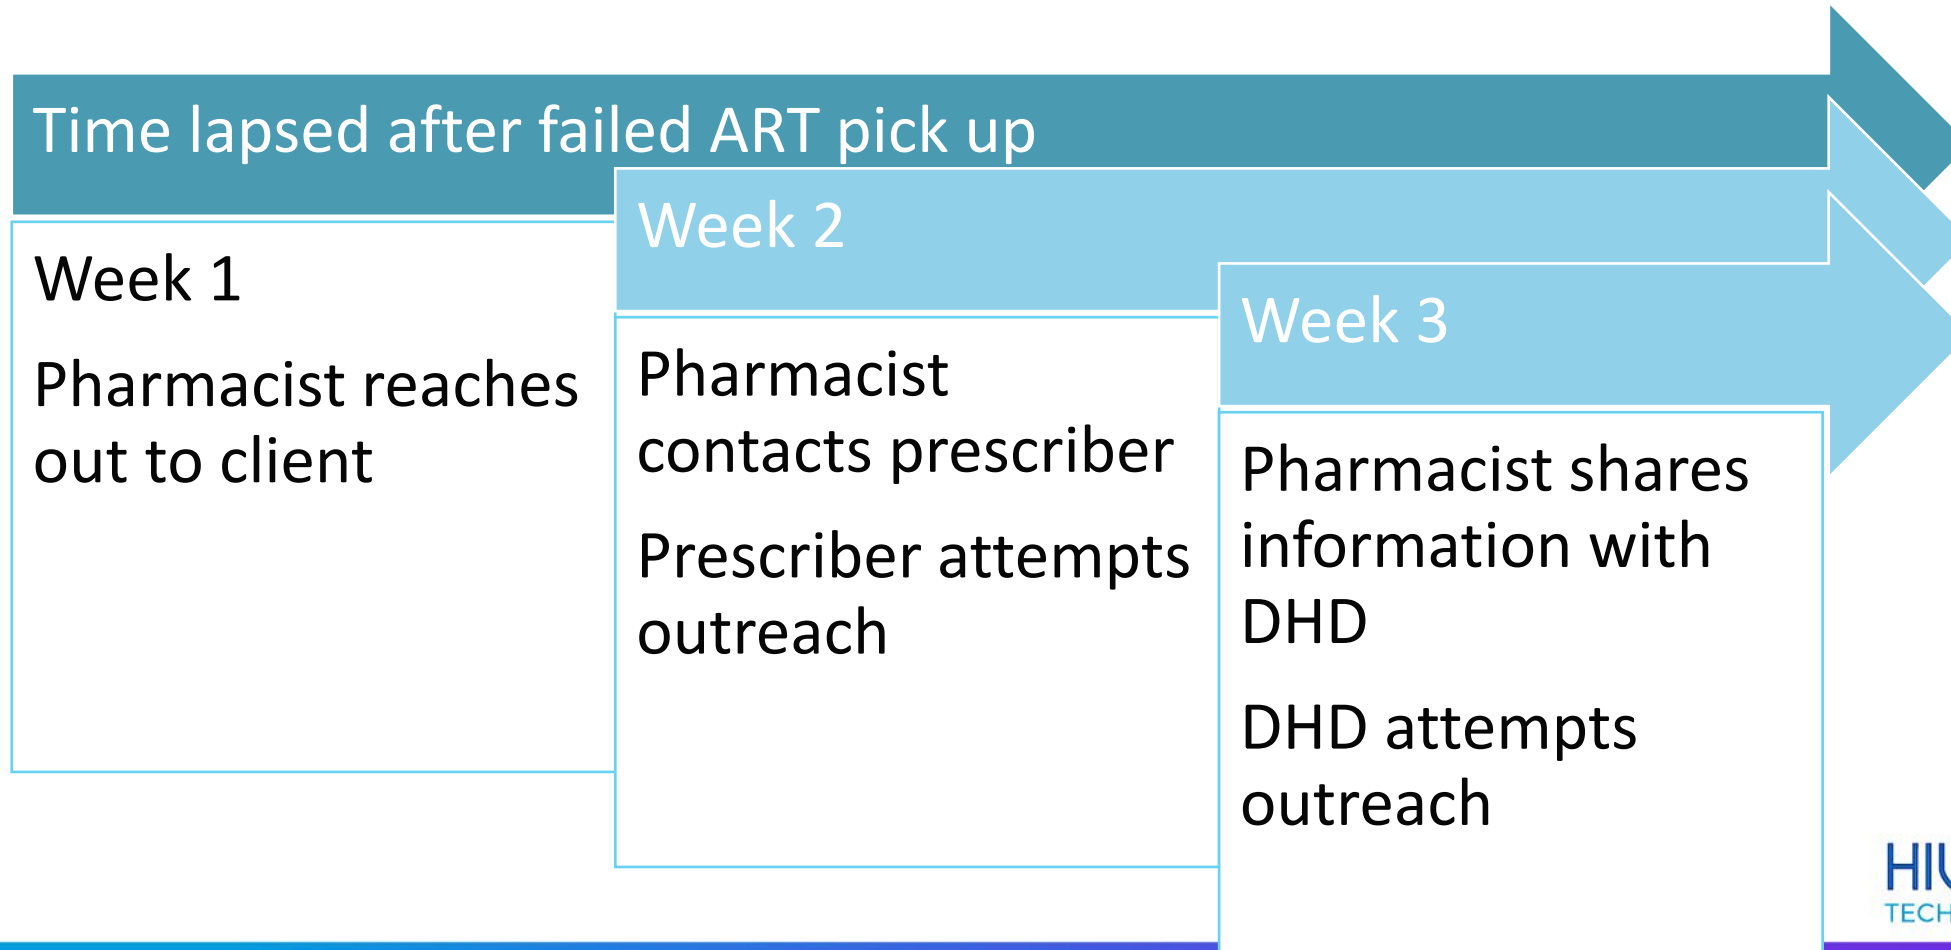 Time lapsed after failed ART pick up
Week 1
Pharmacist reaches
out to client
Week 2
Pharmacist
contacts prescriber
Prescriber attempts
outreach
Week 3
Pharmacist shares
information with
DHD
DHD attempts
outreach
TECH